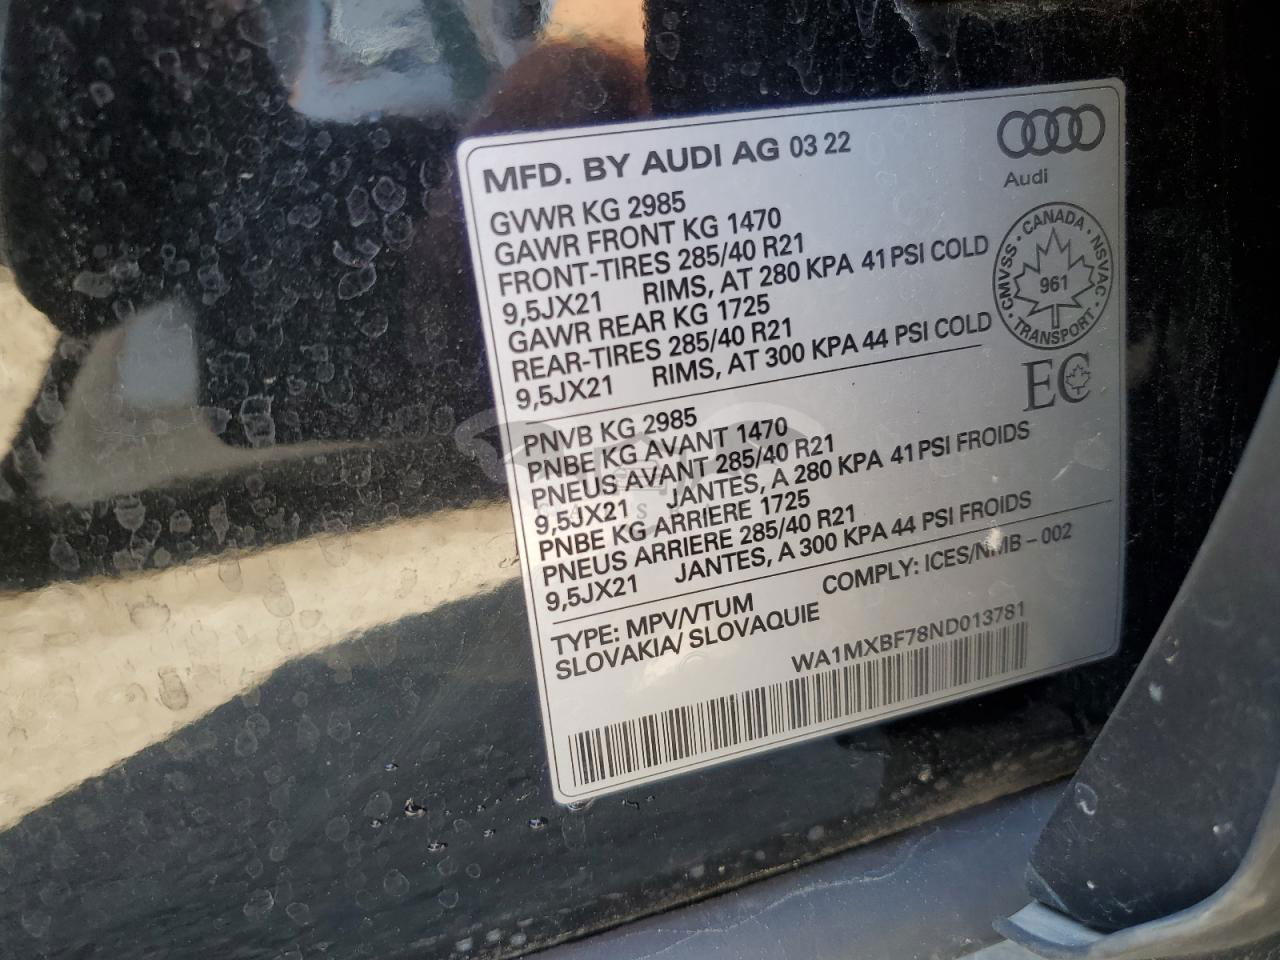 MFD. BY AUDI AG 03 22
Audi
GVWR KG 2985
GAWR FRONT KG 1470
FRONT-TIRES 285/40 R21
9,5JX21 RIMS, AT 280 KPA 41 PSI COLD
GAWR REAR KG 1725
REAR-TIRES 285/40 R21
9,5JX21 RIMS, AT 300 KPA 44 PSI COLD
CMVSS · CANADA · NSVAC · TRANSPORT ·
961
EC
PNVB KG 2985
PNBE KG AVANT 1470
PNEUS AVANT 285/40 R21
9,5JX21 JANTES, A 280 KPA 41 PSI FROIDS
PNBE KG ARRIERE 1725
PNEUS ARRIERE 285/40 R21
9,5JX21 JANTES, A 300 KPA 44 PSI FROIDS
TYPE: MPV/VTUM COMPLY: ICES/NMB - 002
SLOVAKIA/ SLOVAQUIE
WA1MXBF78ND013781